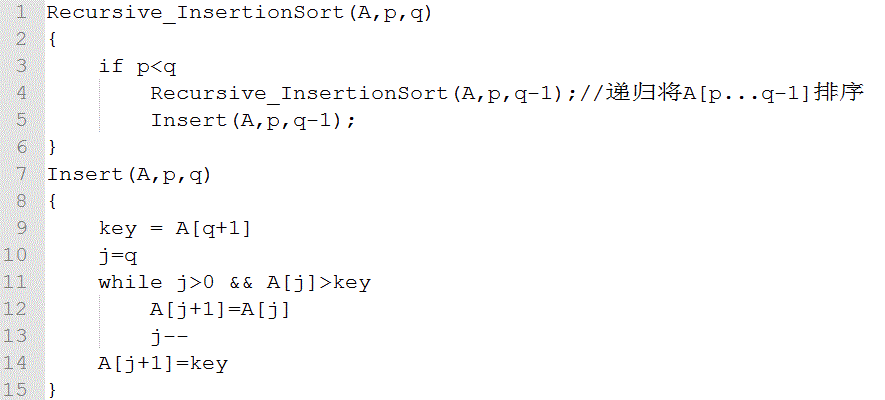 1 Recursive_InsertionSort(A,p,q)
2 {
3     if p<q
4         Recursive_InsertionSort(A,p,q-1);//递归将A[p...q-1]排序
5         Insert(A,p,q-1);
6 }
7 Insert(A,p,q)
8 {
9     key = A[q+1]
10     j=q
11     while j>0 && A[j]>key
12         A[j+1]=A[j]
13         j--
14     A[j+1]=key
15 }